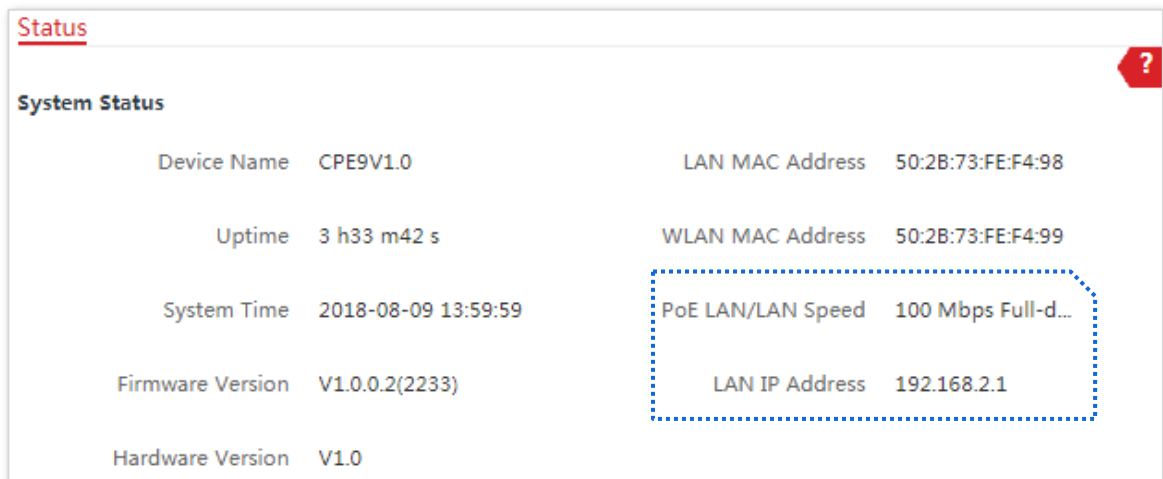 Status
?
System Status
Device Name CPE9V1.0 LAN MAC Address 50:2B:73:FE:F4:98
Uptime 3 h33 m42 s WLAN MAC Address 50:2B:73:FE:F4:99
System Time 2018-08-09 13:59:59 PoE LAN/LAN Speed 100 Mbps Full-d...
Firmware Version V1.0.0.2(2233) LAN IP Address 192.168.2.1
Hardware Version V1.0